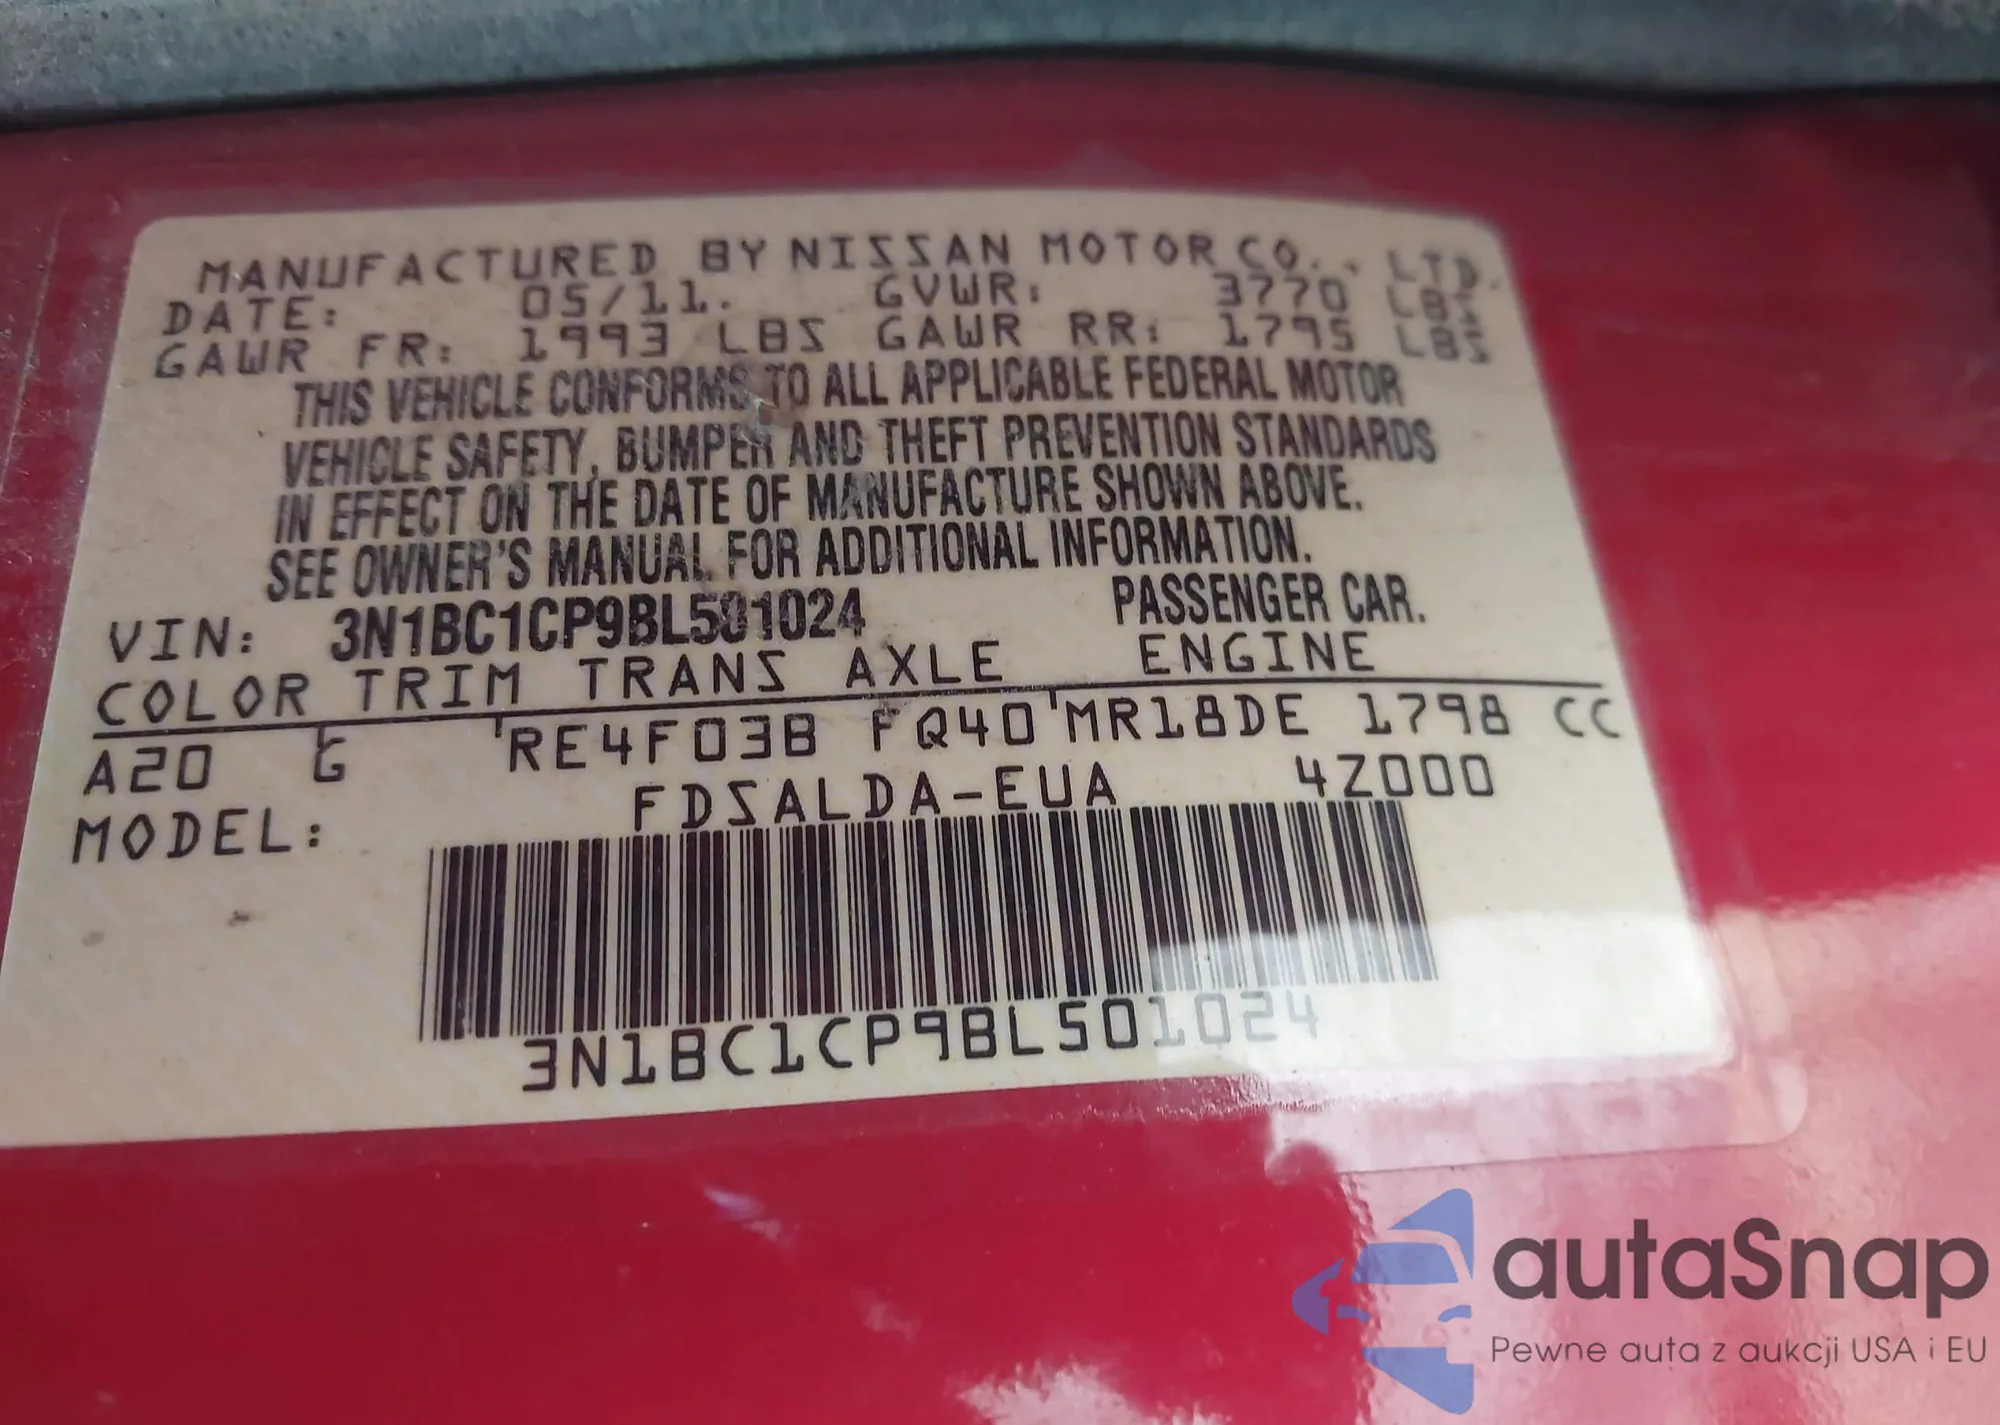 MANUFACTURED BY NISSAN MOTOR CO., LTD.
DATE: 05/11. GVWR: 3770 LBS
GAWR FR: 1993 LBS GAWR RR: 1795 LBS
THIS VEHICLE CONFORMS TO ALL APPLICABLE FEDERAL MOTOR
VEHICLE SAFETY, BUMPER AND THEFT PREVENTION STANDARDS
IN EFFECT ON THE DATE OF MANUFACTURE SHOWN ABOVE.
SEE OWNER'S MANUAL FOR ADDITIONAL INFORMATION.
VIN: 3N1BC1CP9BL501024 PASSENGER CAR.
COLOR TRIM TRANS AXLE ENGINE
A20 G RE4F03B FQ40 MR18DE 1798 CC
MODEL: FDSALDA-EUA 4Z000
3N1BC1CP9BL501024
autaSnap
Pewne auta z aukcji USA i EU